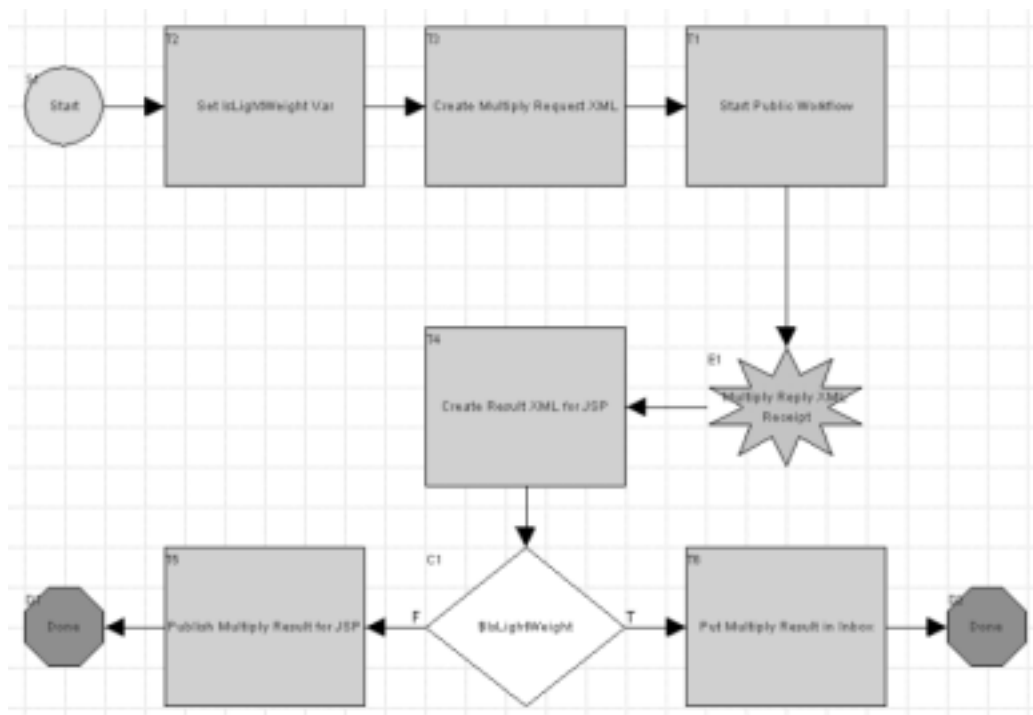 T2
T3
T1
Start
Set IsLightWeight Var
Create Multiply Request XML
Start Public Workflow
T4
E1
Create Result XML for JSP
Multiply Reply XML
Receipt
T5
C1
T6
Done
Publish Multiply Result for JSP
F
$IsLightWeight
T
Put Multiply Result in Inbox
Done